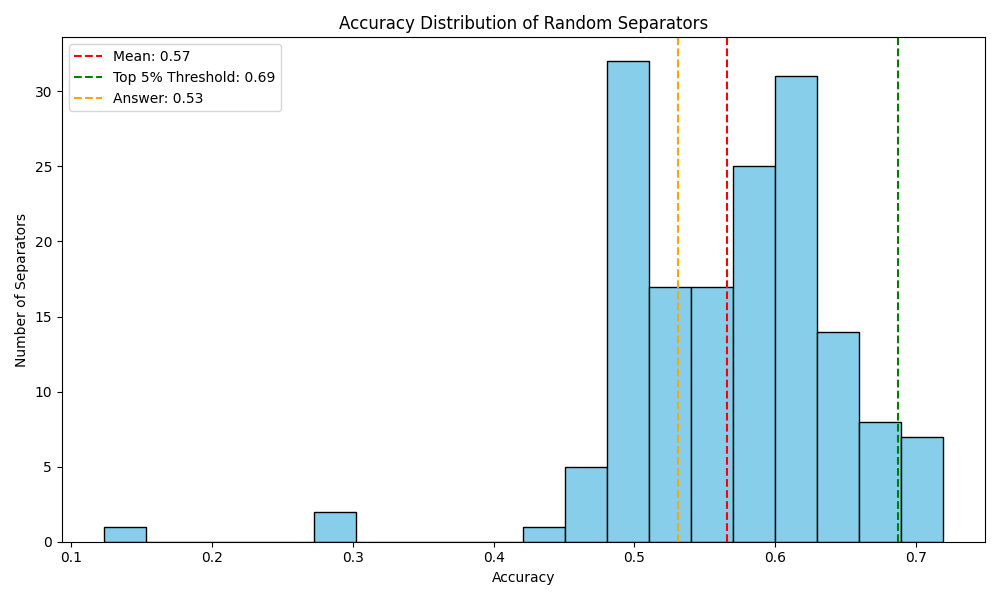 Accuracy Distribution of Random Separators
Mean: 0.57
Top 5% Threshold: 0.69
Answer: 0.53
Number of Separators
30
25
20
15
10
5
0
0.1 0.2 0.3 0.4 0.5 0.6 0.7
Accuracy